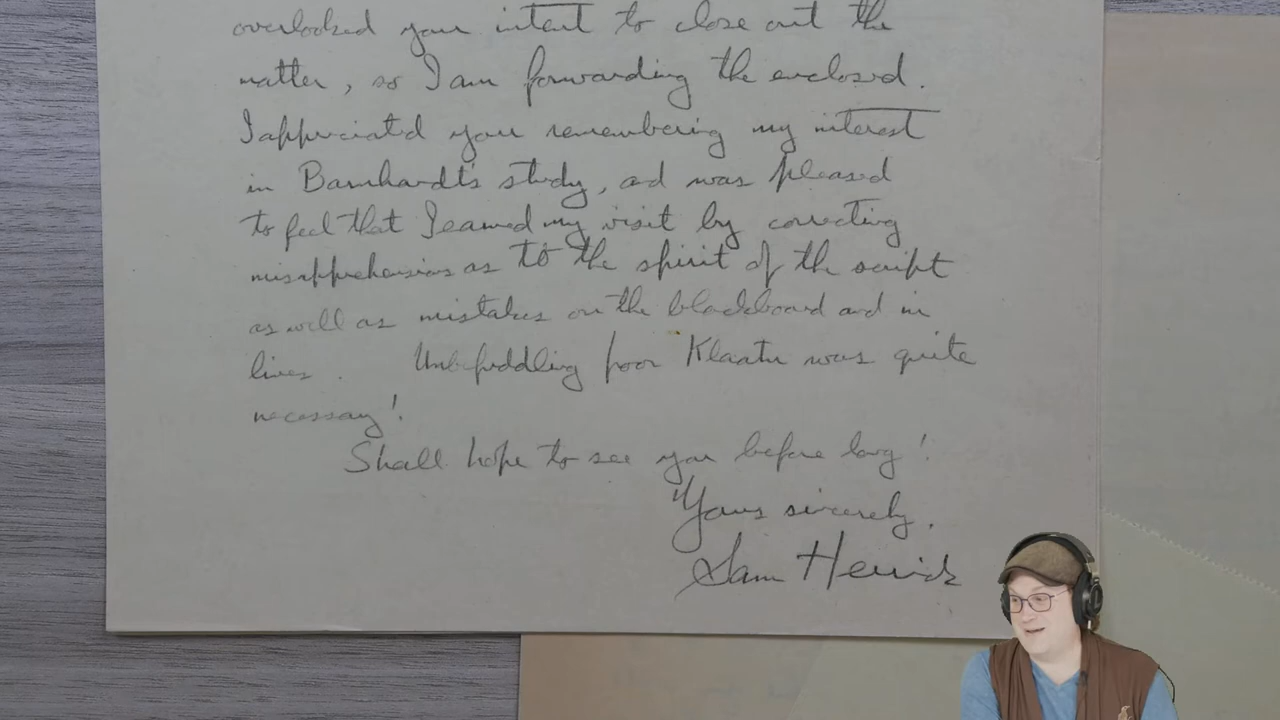 overlooked your intent to close out the
matter, so I am forwarding the enclosed.
I appreciated your remembering my interest
in Barnhardt's study, and was pleased
to feel that I earned my visit by correcting
misapprehensions as to the spirit of the script
as well as mistakes on the blackboard and in
lines. Unbefuddling poor Klaatu was quite
necessary!
Shall hope to see you before long!
Yours sincerely,
Sam Herrick